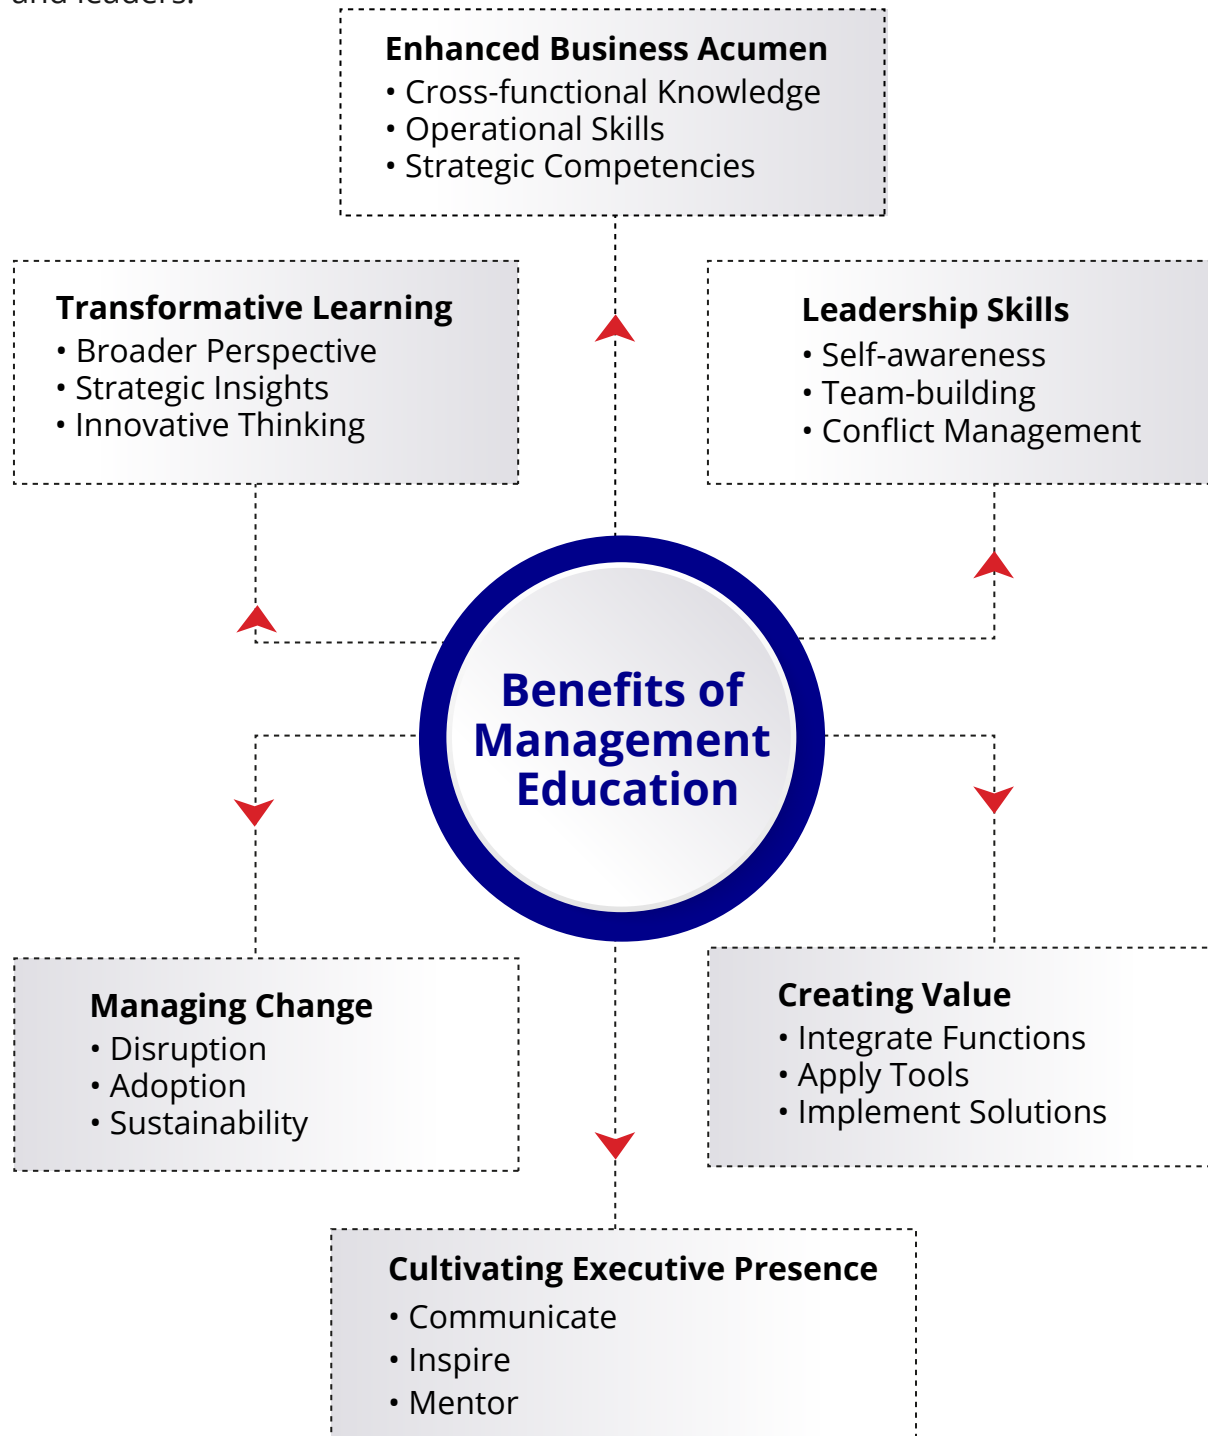 and leaders.
Enhanced Business Acumen
• Cross-functional Knowledge
• Operational Skills
• Strategic Competencies
Transformative Learning
• Broader Perspective
• Strategic Insights
• Innovative Thinking
Leadership Skills
• Self-awareness
• Team-building
• Conflict Management
Benefits of
Management
Education
Managing Change
• Disruption
• Adoption
• Sustainability
Creating Value
• Integrate Functions
• Apply Tools
• Implement Solutions
Cultivating Executive Presence
• Communicate
• Inspire
• Mentor